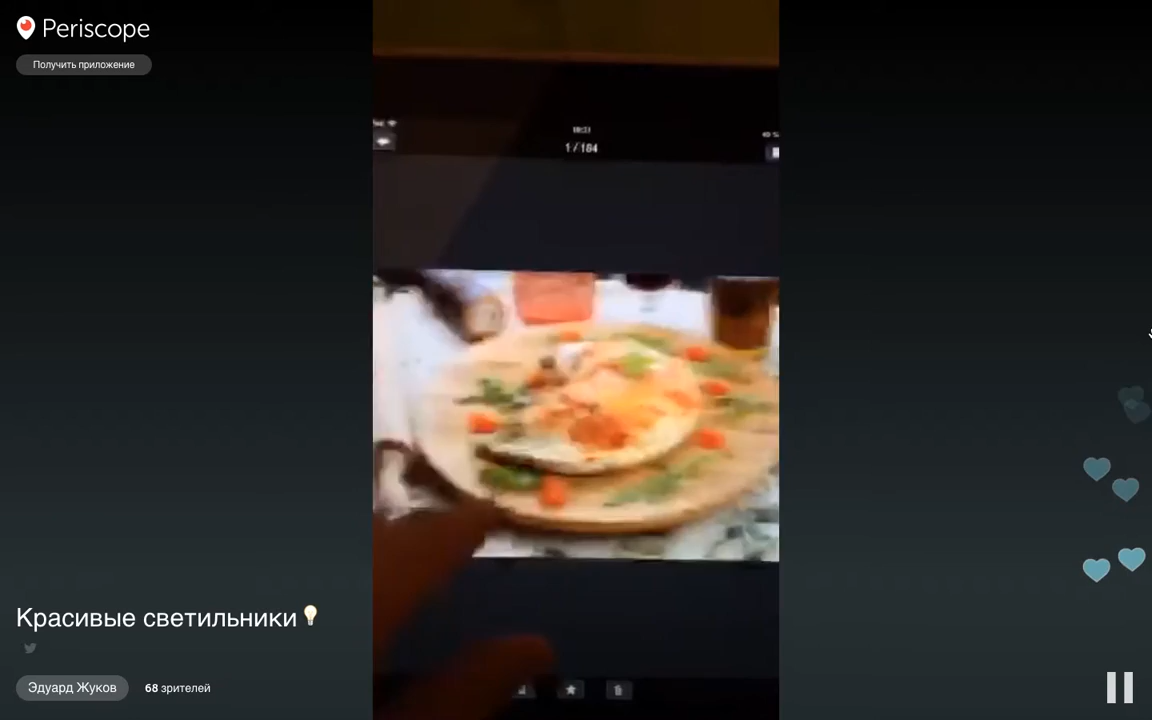 Periscope
Получить приложение
1 / 184
Красивые светильники
Эдуард Жуков
68 зрителей